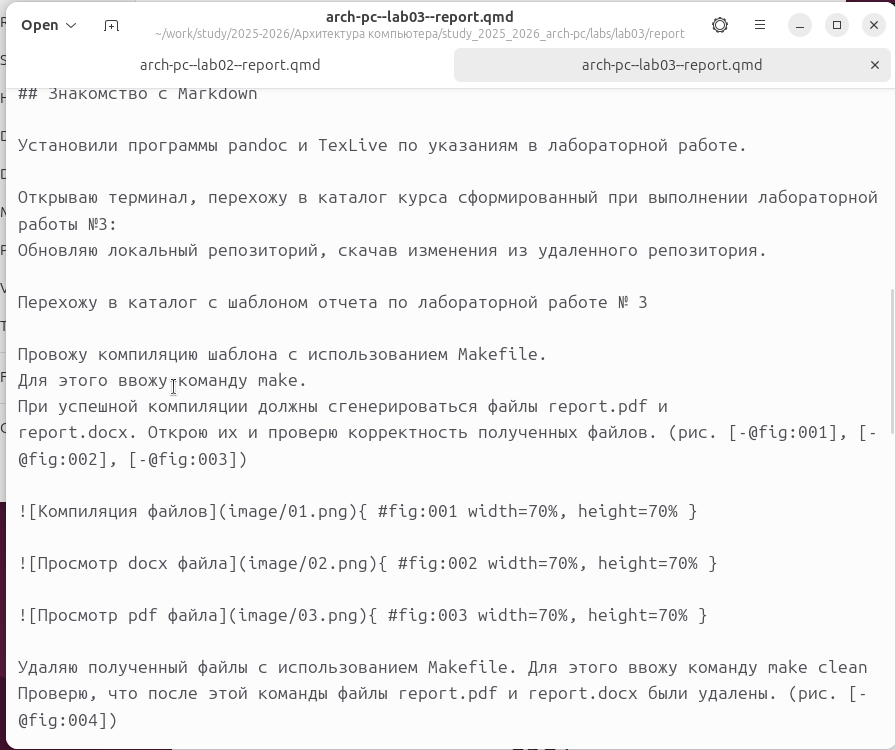 Open
arch-pc--lab03--report.qmd
~/work/study/2025-2026/Архитектура компьютера/study_2025_2026_arch-pc/labs/lab03/report
arch-pc--lab02--report.qmd
arch-pc--lab03--report.qmd
## Знакомство с Markdown
Установили программы pandoc и TexLive по указаниям в лабораторной работе.
Открываю терминал, перехожу в каталог курса сформированный при выполнении лабораторной
работы №3:
Обновляю локальный репозиторий, скачав изменения из удаленного репозитория.
Перехожу в каталог с шаблоном отчета по лабораторной работе № 3
Провожу компиляцию шаблона с использованием Makefile.
Для этого ввожу команду make.
При успешной компиляции должны сгенерироваться файлы report.pdf и
report.docx. Открою их и проверю корректность полученных файлов. (рис. [-@fig:001], [-
@fig:002], [-@fig:003])
![Компиляция файлов](image/01.png){ #fig:001 width=70%, height=70% }
![Просмотр docx файла](image/02.png){ #fig:002 width=70%, height=70% }
![Просмотр pdf файла](image/03.png){ #fig:003 width=70%, height=70% }
Удаляю полученный файлы с использованием Makefile. Для этого ввожу команду make clean
Проверю, что после этой команды файлы report.pdf и report.docx были удалены. (рис. [-
@fig:004])